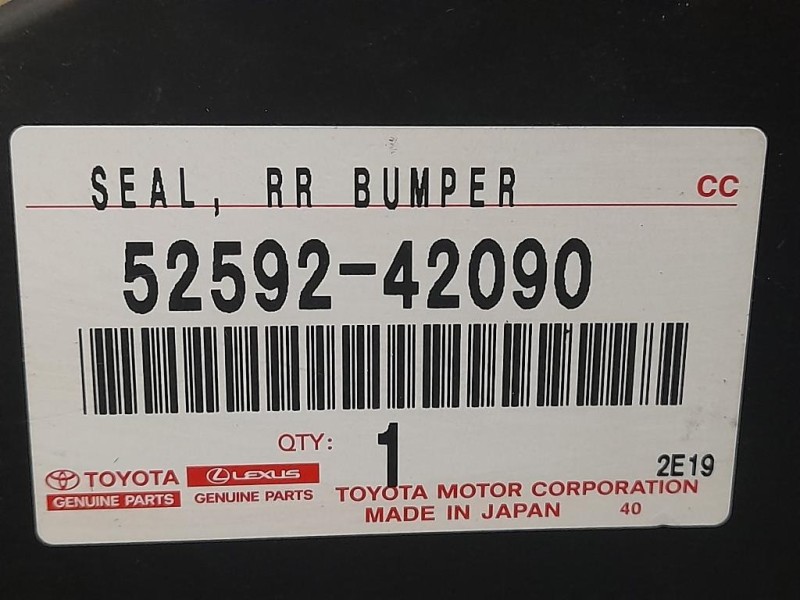 SEAL, RR BUMPER CC
52592-42090
QTY: 1
2E19
TOYOTA LEXUS
GENUINE PARTS GENUINE PARTS
TOYOTA MOTOR CORPORATION
MADE IN JAPAN 40